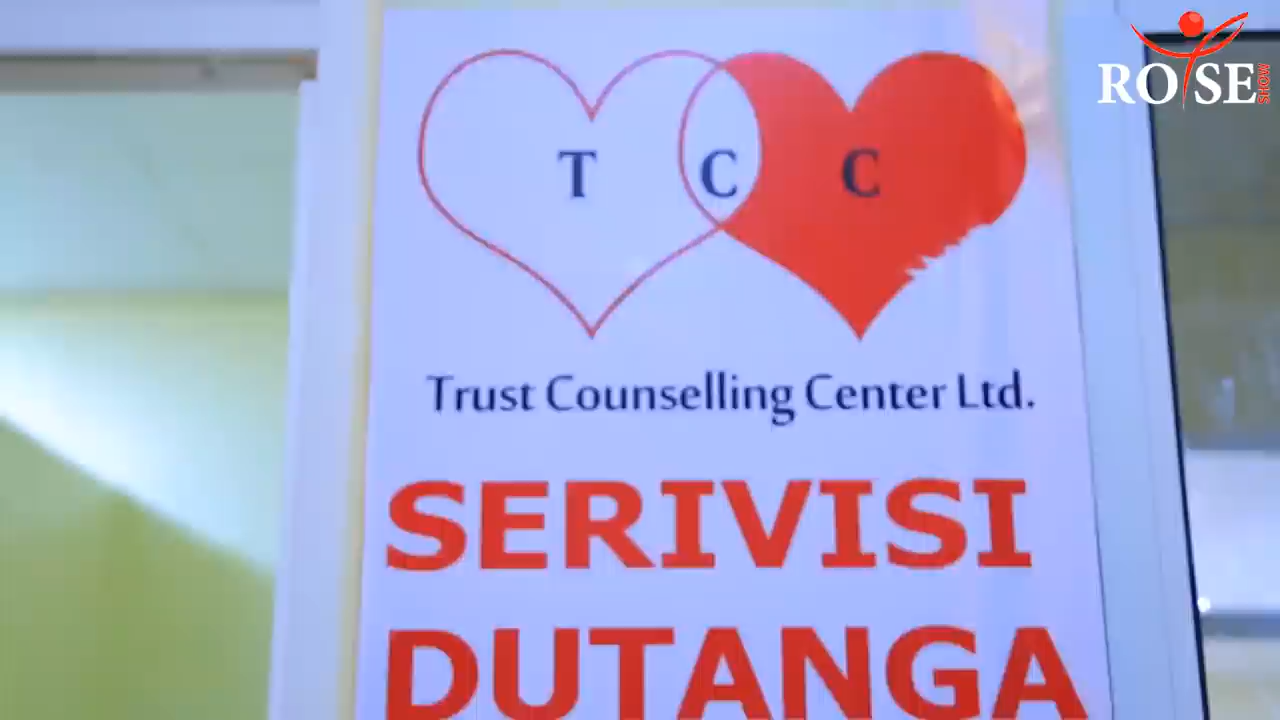 ROSE SHOW
T C C
Trust Counselling Center Ltd.
SERIVISI
DUTANGA